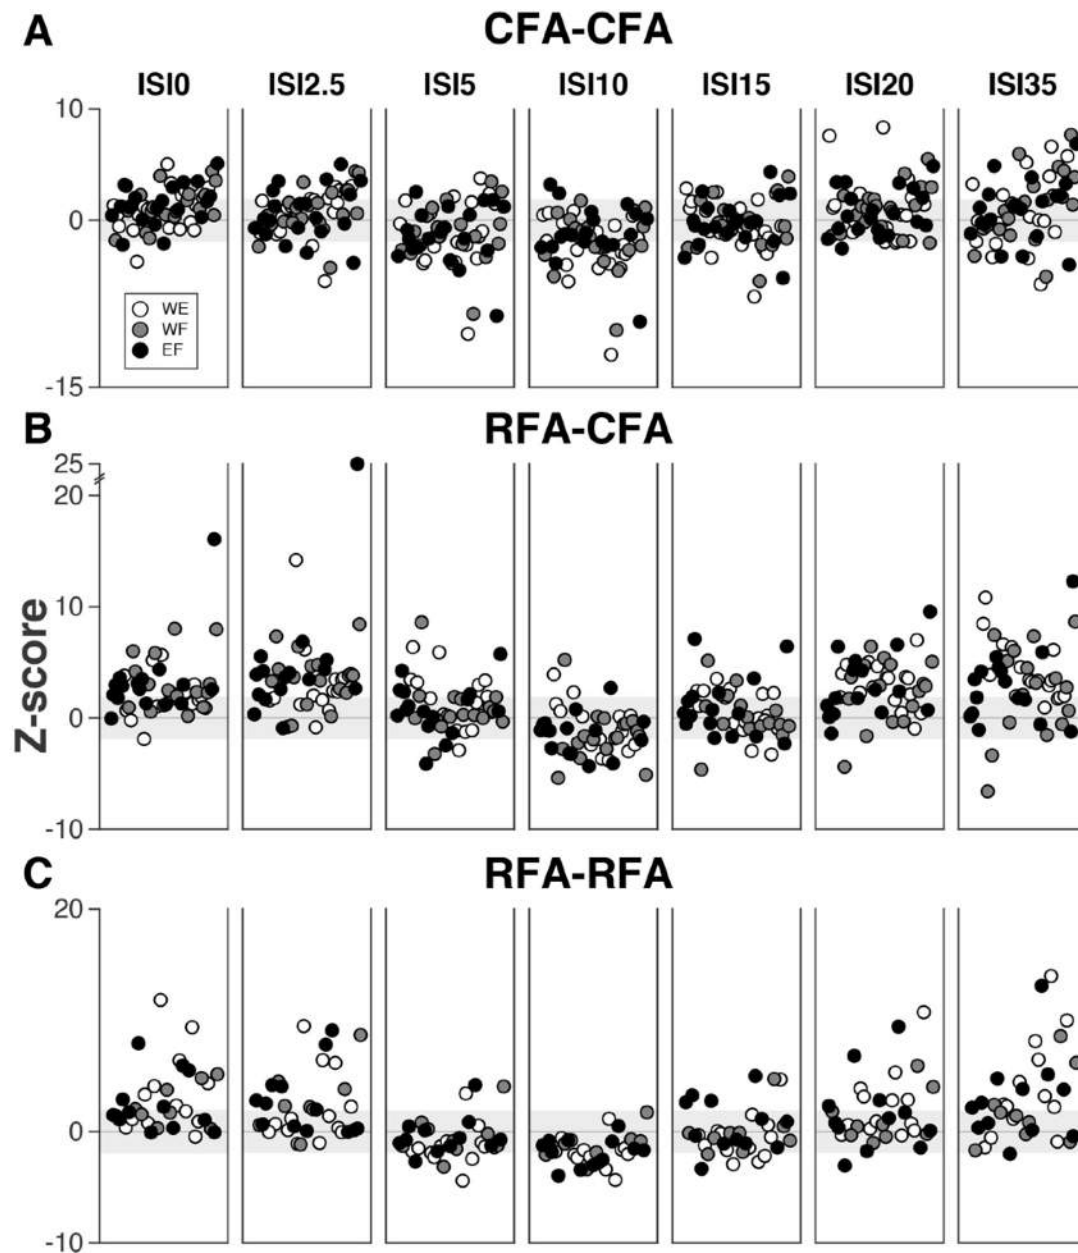 A
CFA-CFA
ISI0 ISI2.5 ISI5 ISI10 ISI15 ISI20 ISI35
10
0
WE
WF
EF
-15
B
RFA-CFA
25
20
10
0
-10
Z-score
C
RFA-RFA
20
0
-10